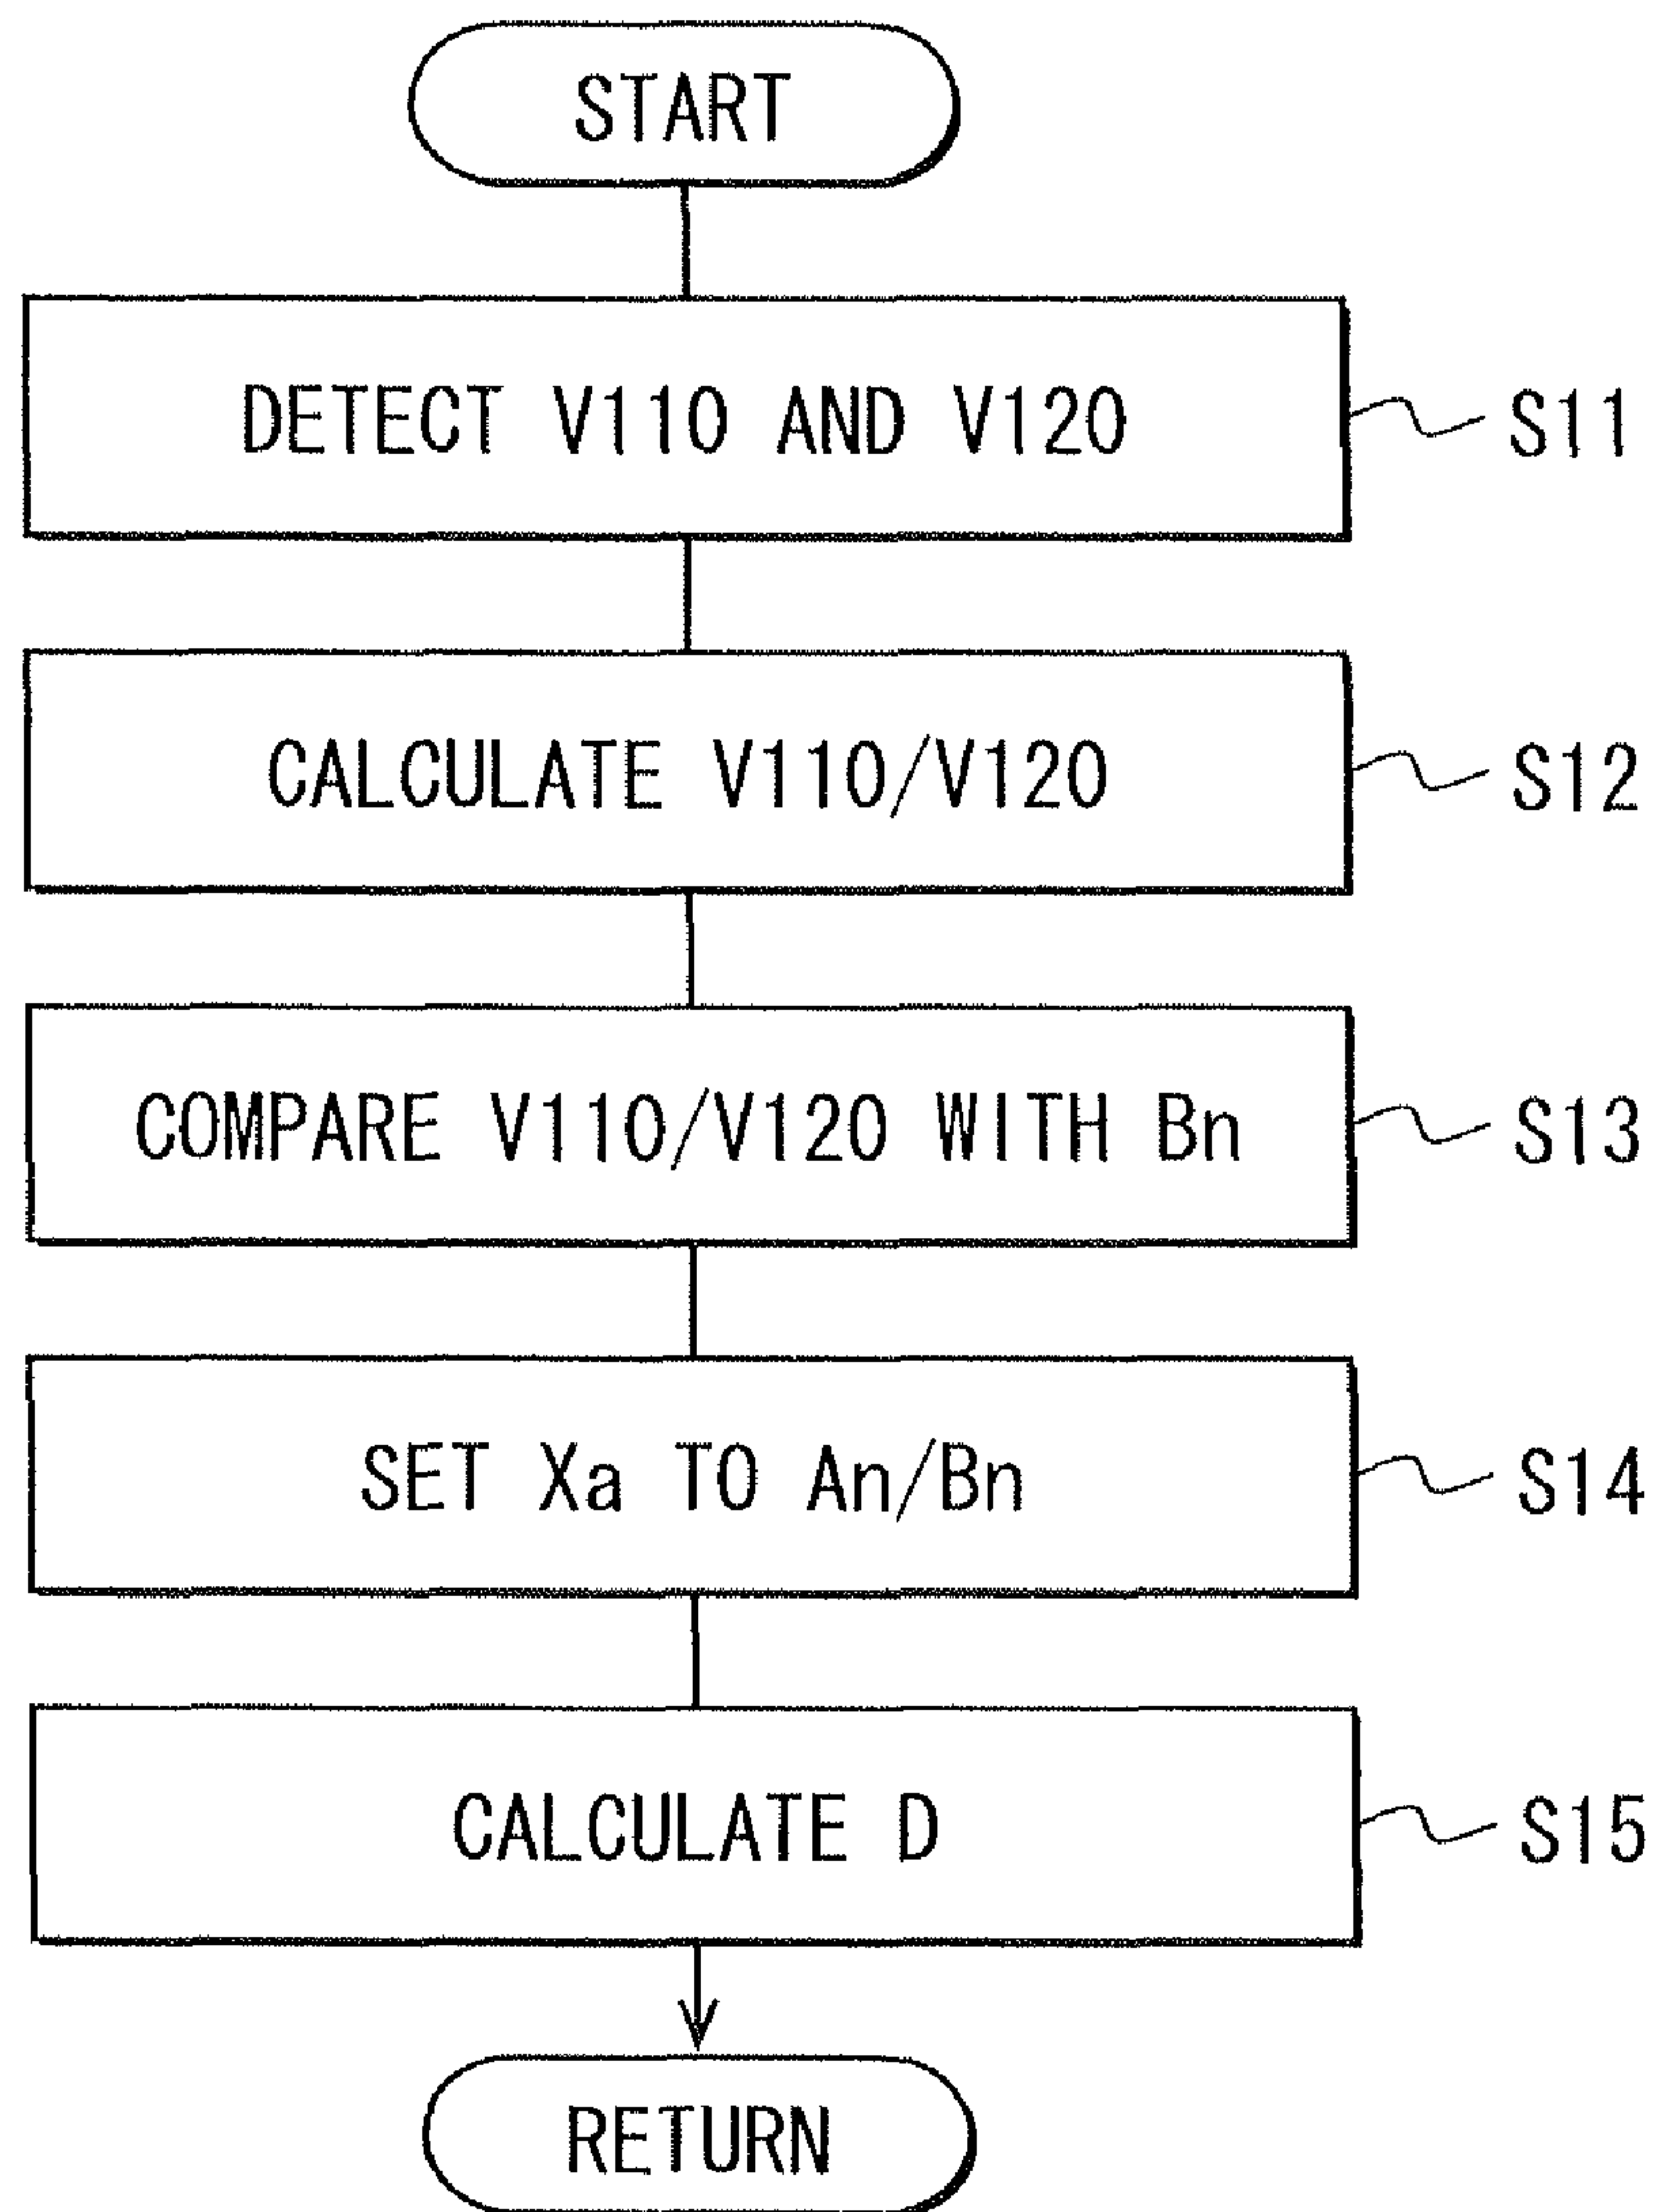 START
DETECT V110 AND V120
S11
CALCULATE V110/V120
S12
COMPARE V110/V120 WITH Bn
S13
SET Xa TO An/Bn
S14
CALCULATE D
S15
RETURN